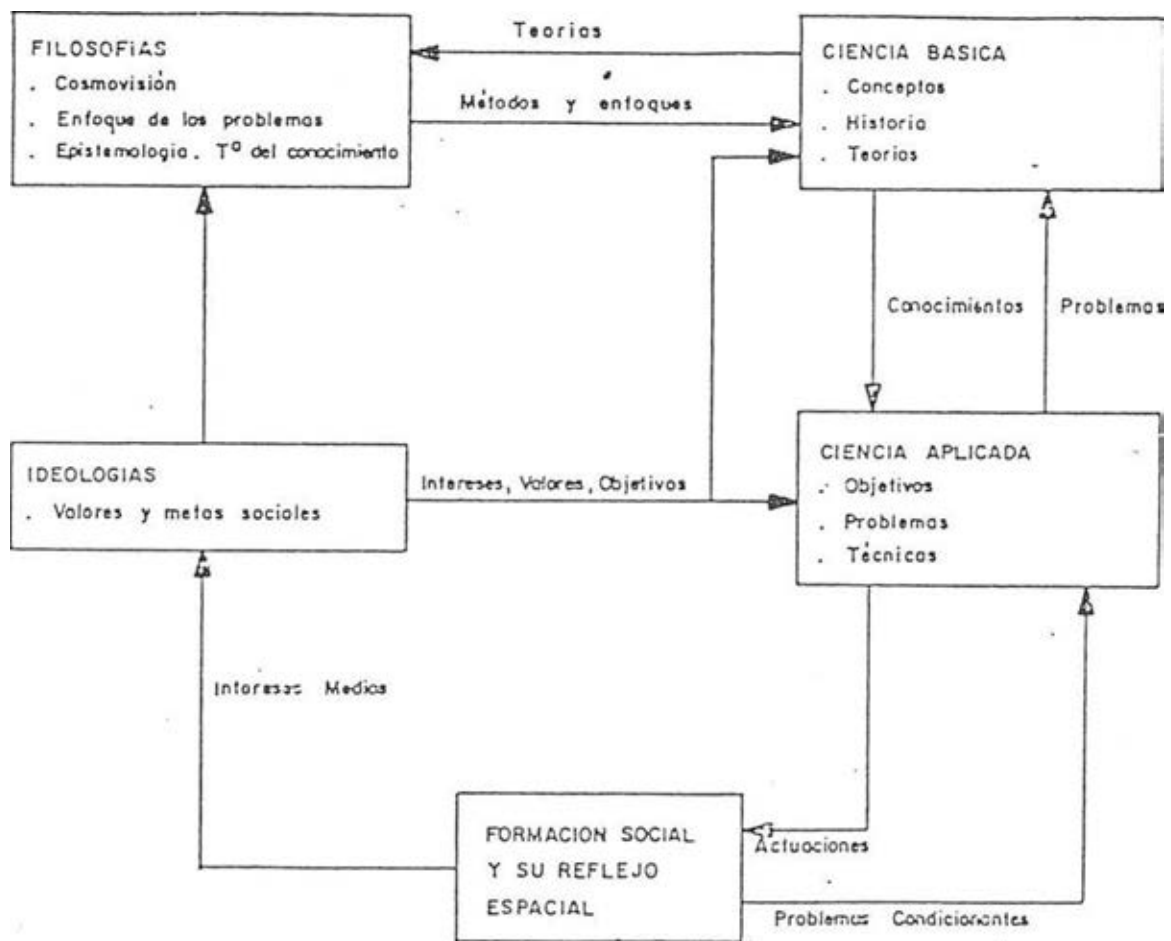 FILOSOFIAS
. Cosmovisión
. Enfoque de los problemas
. Epistemologia. Tª del conocimiento
Teorias
Métodos y enfoques
CIENCIA BASICA
. Conceptos
. Historia
. Teorias
Conocimientos
Problemas
IDEOLOGIAS
. Valores y metas sociales
Intereses, Valores, Objetivos
CIENCIA APLICADA
. Objetivos
. Problemas
. Técnicas
Intereses Medios
FORMACION SOCIAL
Y SU REFLEJO
ESPACIAL
Actuaciones
Problemas Condicionantes